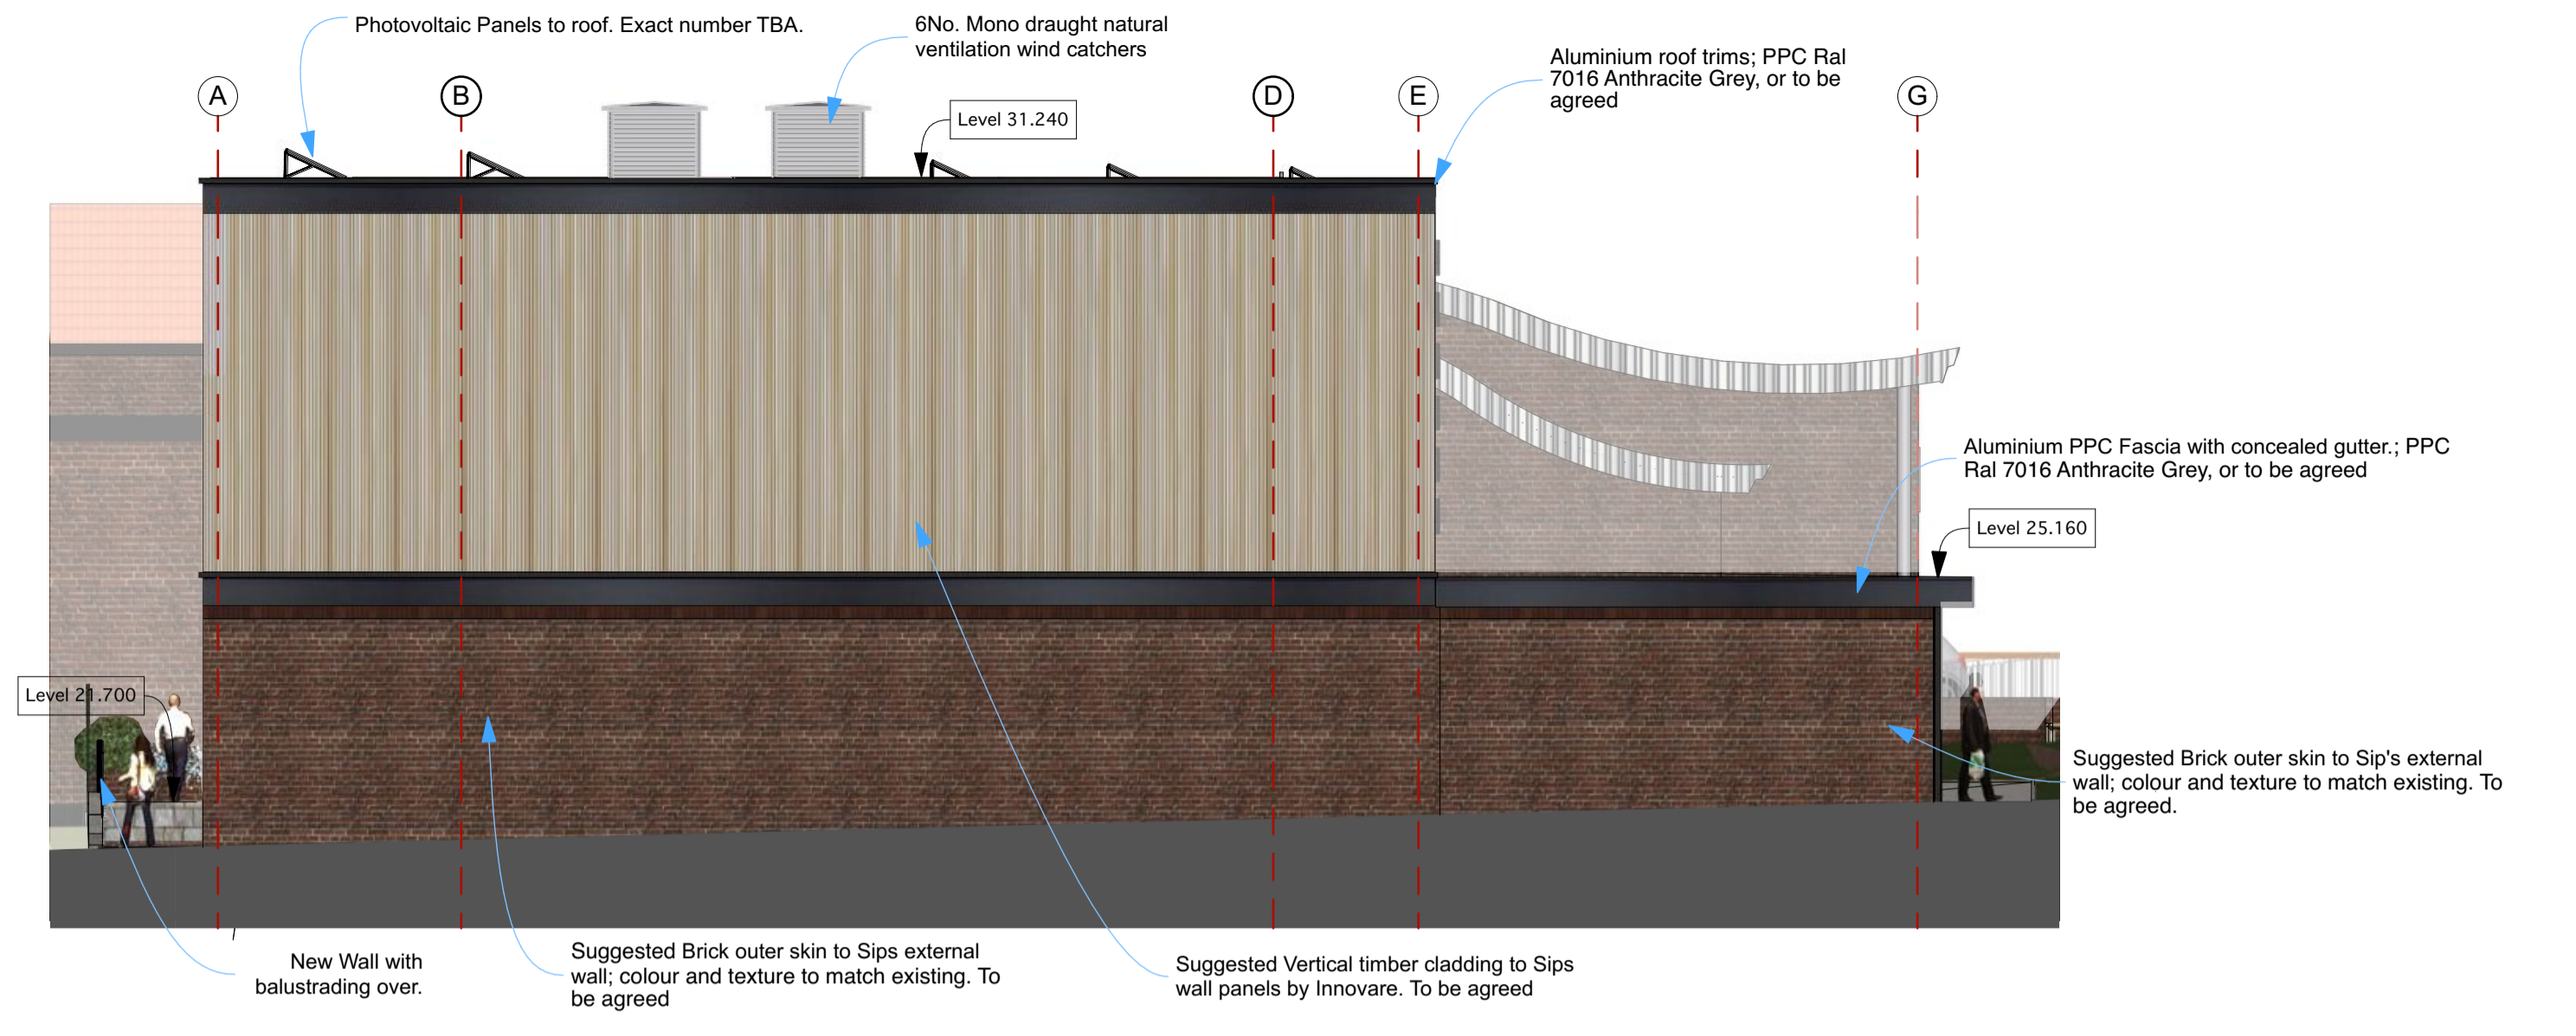 Photovoltaic Panels to roof. Exact number TBA.
6No. Mono draught natural
ventilation wind catchers
Aluminium roof trims; PPC Ral
7016 Anthracite Grey, or to be
agreed
A
B
D
E
G
Level 31.240
Aluminium PPC Fascia with concealed gutter.; PPC
Ral 7016 Anthracite Grey, or to be agreed
Level 25.160
Level 21.700
Suggested Brick outer skin to Sip's external
wall; colour and texture to match existing. To
be agreed.
New Wall with
balustrading over.
Suggested Brick outer skin to Sips external
wall; colour and texture to match existing. To
be agreed
Suggested Vertical timber cladding to Sips
wall panels by Innovare. To be agreed